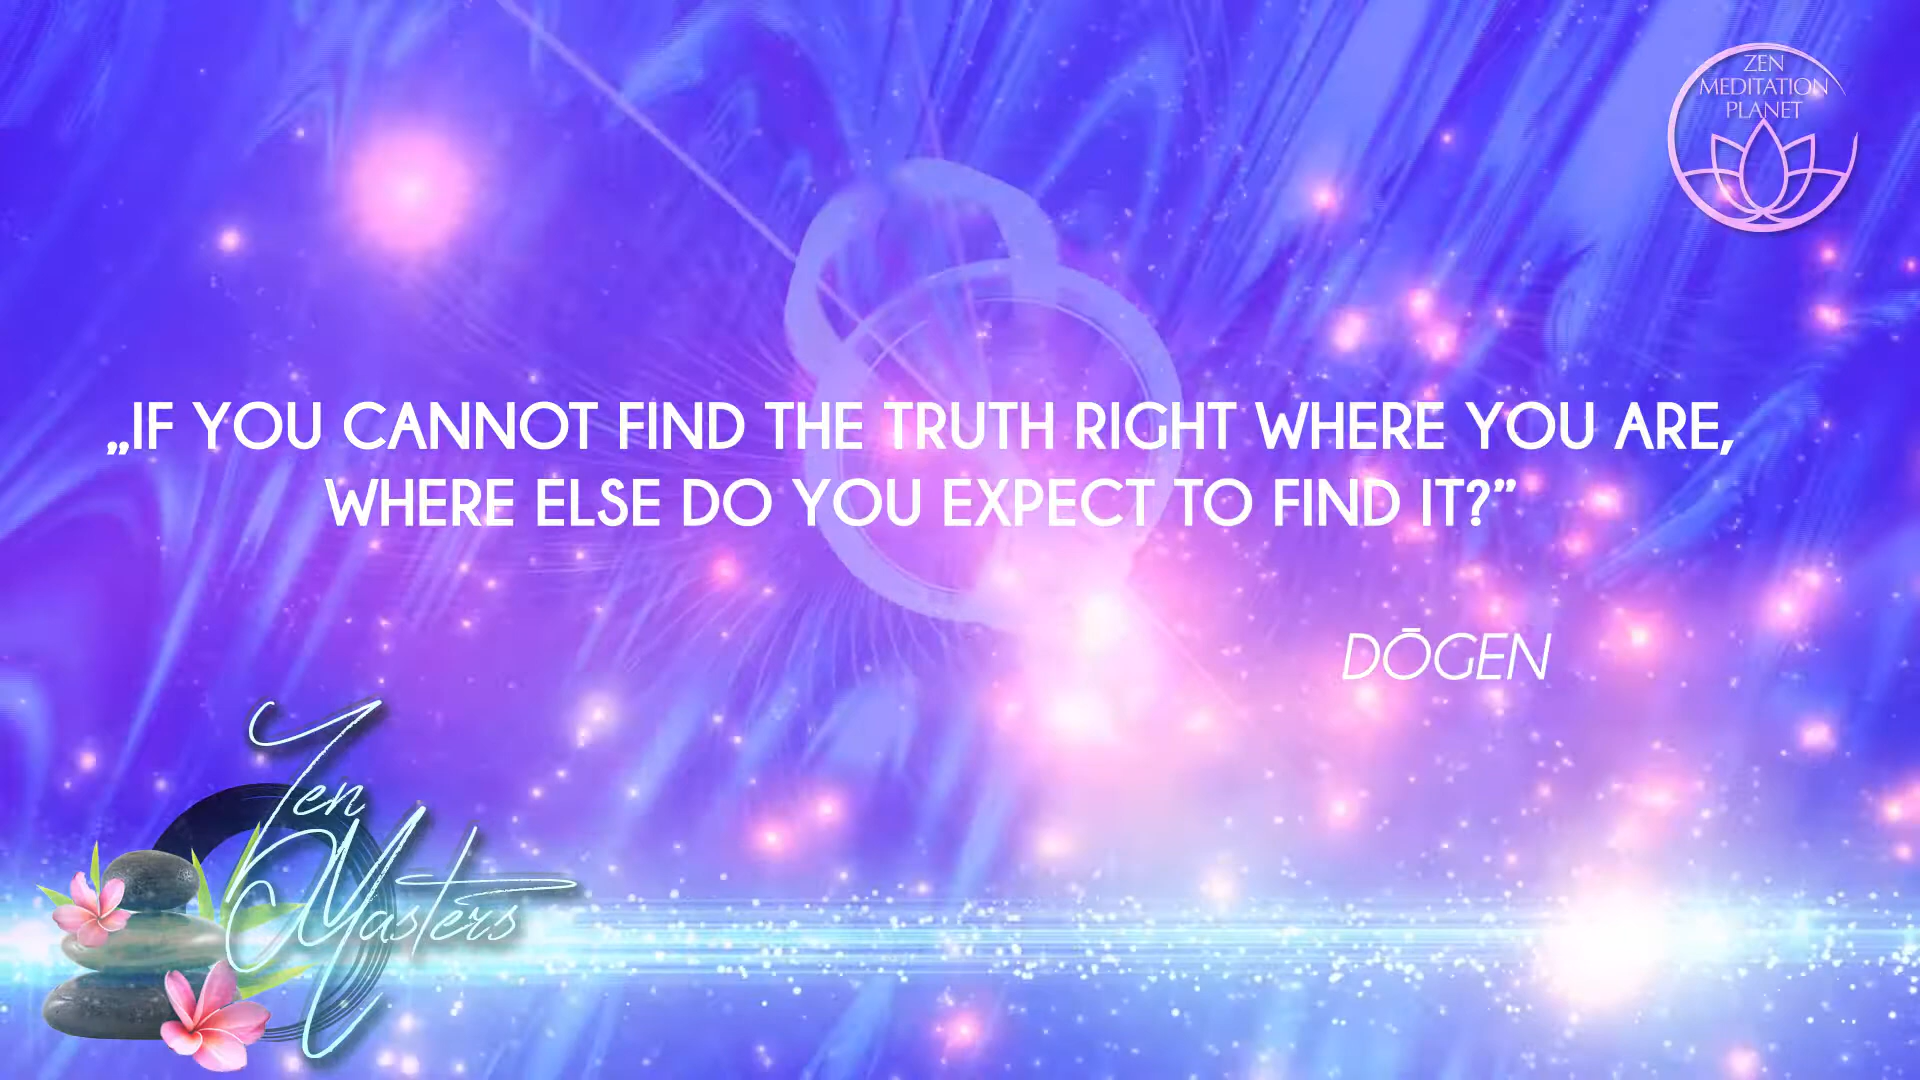 ZEN
MEDITATION
PLANET
„IF YOU CANNOT FIND THE TRUTH RIGHT WHERE YOU ARE,
WHERE ELSE DO YOU EXPECT TO FIND IT?”
DŌGEN
Zen
Masters